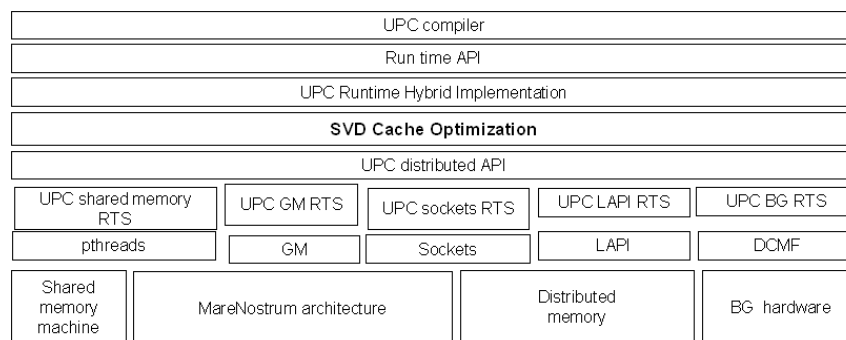 UPC compiler
Run time API
UPC Runtime Hybrid Implementation
SVD Cache Optimization
UPC distributed API
UPC shared memory
RTS
UPC GM RTS
UPC sockets RTS
UPC LAPI RTS
UPC BG RTS
pthreads
GM
Sockets
LAPI
DCMF
Shared
memory
machine
MareNostrum architecture
Distributed
memory
BG hardware